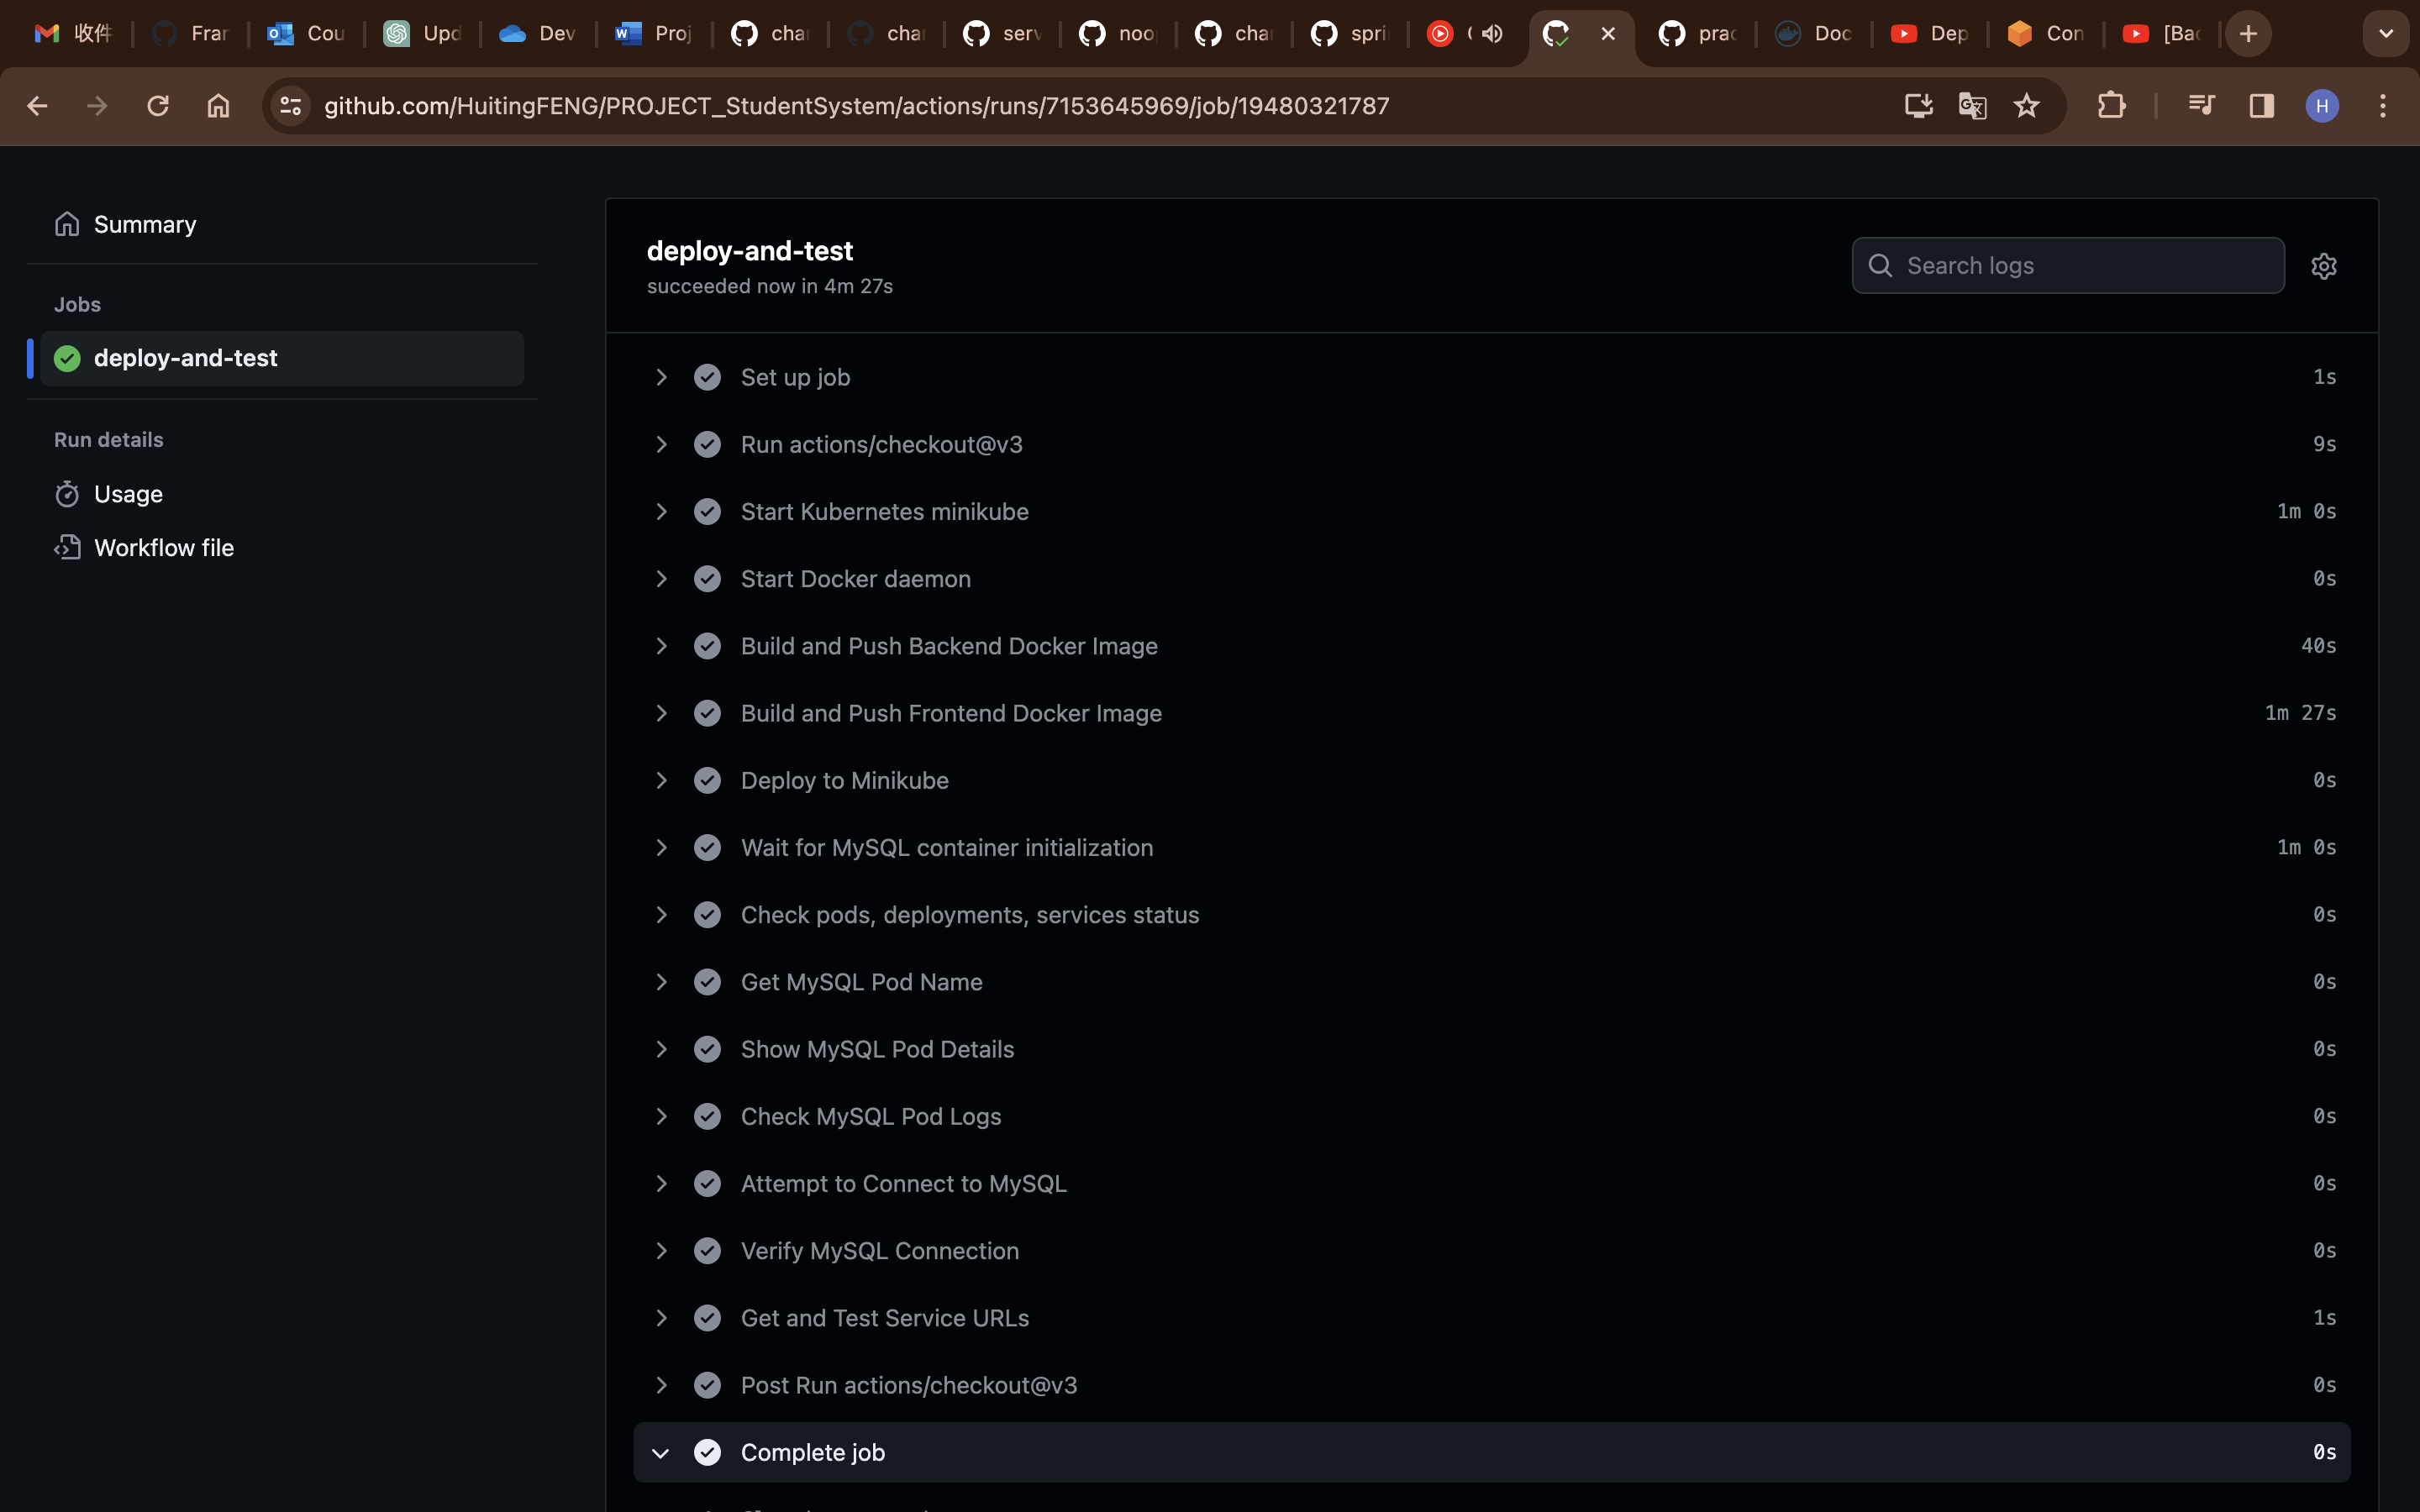 收件 Frar Cou Upd Dev Proj char char serv noo char spri prac Doc Dep Con [Bac
github.com/HuitingFENG/PROJECT_StudentSystem/actions/runs/7153645969/job/19480321787 H
Summary
Jobs
deploy-and-test
Run details
Usage
Workflow file
deploy-and-test
succeeded now in 4m 27s
Search logs
Set up job 1s
Run actions/checkout@v3 9s
Start Kubernetes minikube 1m 0s
Start Docker daemon 0s
Build and Push Backend Docker Image 40s
Build and Push Frontend Docker Image 1m 27s
Deploy to Minikube 0s
Wait for MySQL container initialization 1m 0s
Check pods, deployments, services status 0s
Get MySQL Pod Name 0s
Show MySQL Pod Details 0s
Check MySQL Pod Logs 0s
Attempt to Connect to MySQL 0s
Verify MySQL Connection 0s
Get and Test Service URLs 1s
Post Run actions/checkout@v3 0s
Complete job 0s